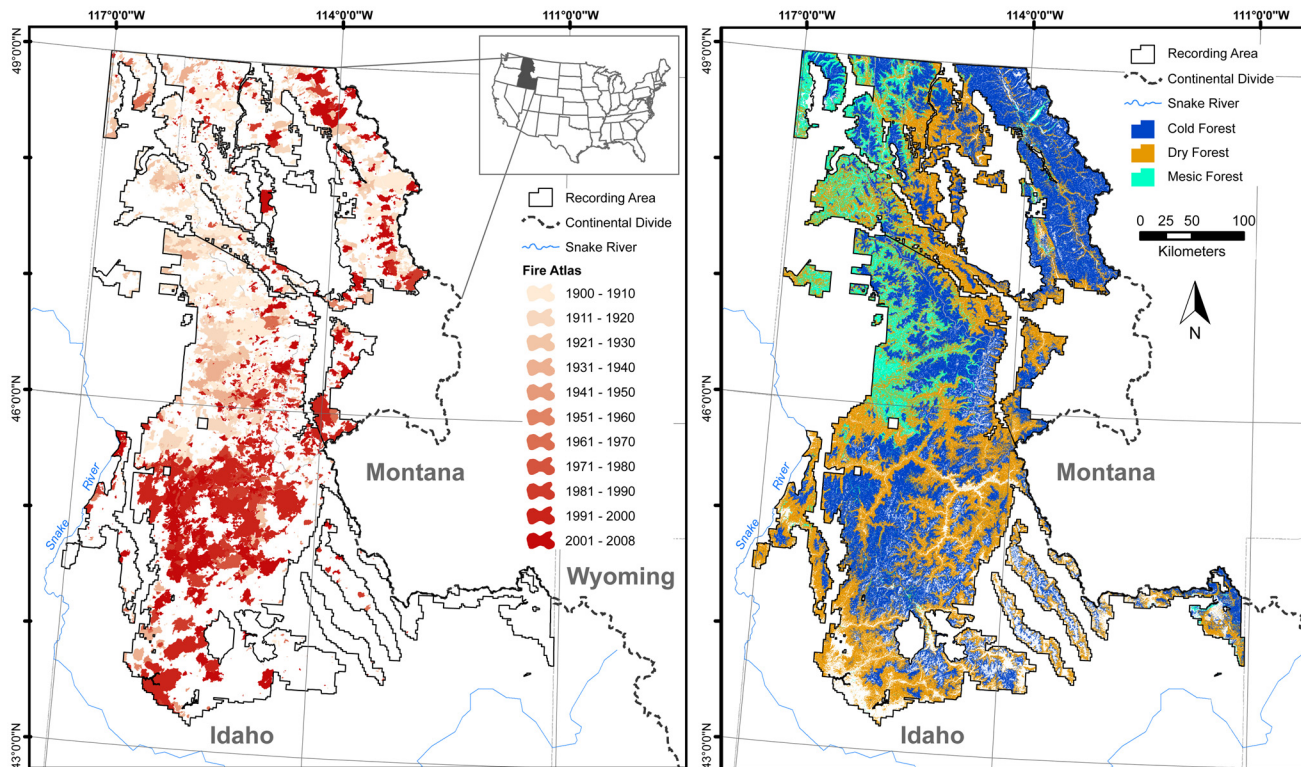 117°0'0"W
114°0'0"W
49°0'0"N
46°0'0"N
43°0'0"N
Recording Area
Continental Divide
Snake River
Fire Atlas
1900 - 1910
1911 - 1920
1921 - 1930
1931 - 1940
1941 - 1950
1951 - 1960
1961 - 1970
1971 - 1980
1981 - 1990
1991 - 2000
2001 - 2008
Montana
Wyoming
Idaho
Snake River
117°0'0"W
114°0'0"W
111°0'0"W
49°0'0"N
46°0'0"N
43°0'0"N
Recording Area
Continental Divide
Snake River
Cold Forest
Dry Forest
Mesic Forest
0 25 50 100
Kilometers
N
Montana
Idaho
Snake River